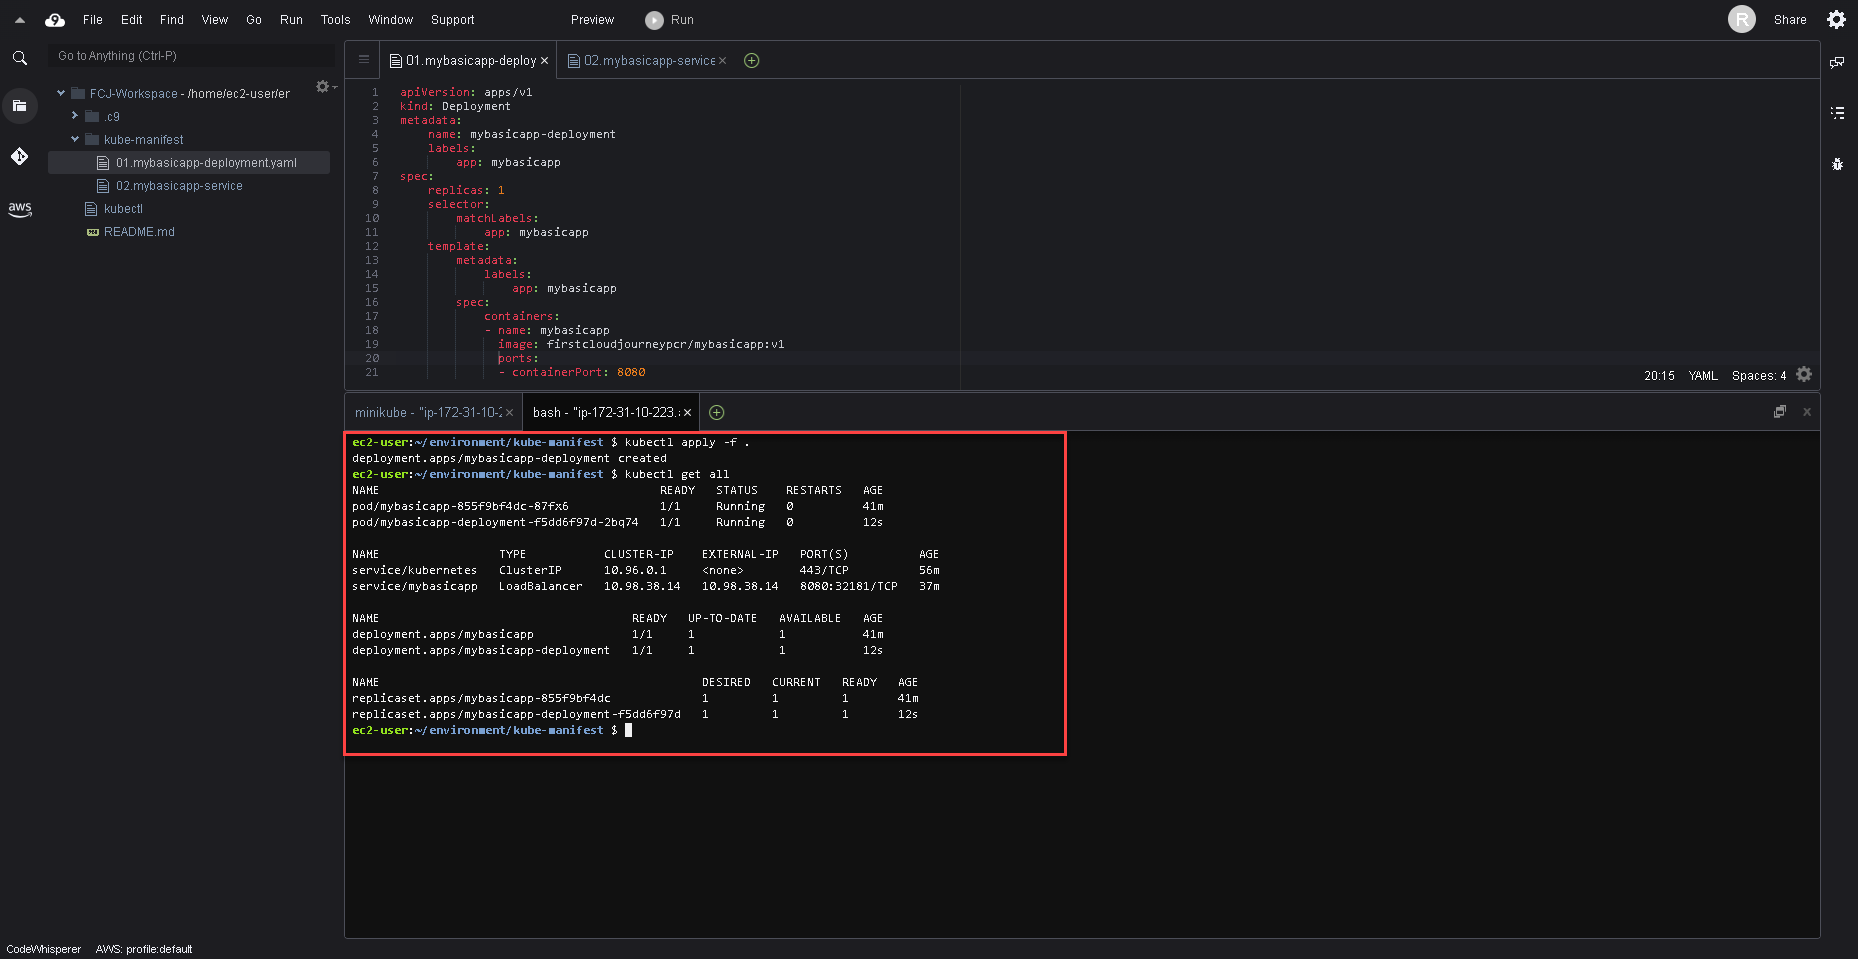 File Edit Find View Go Run Tools Window Support Preview Run R Share
Go to Anything (Ctrl-P)
FCJ-Workspace - /home/ec2-user/er
.c9
kube-manifest
01.mybasicapp-deployment.yaml
02.mybasicapp-service
kubectl
README.md
aws
01.mybasicapp-deploy × 02.mybasicapp-service ×
1 apiVersion: apps/v1
2 kind: Deployment
3 metadata:
4 name: mybasicapp-deployment
5 labels:
6 app: mybasicapp
7 spec:
8 replicas: 1
9 selector:
10 matchLabels:
11 app: mybasicapp
12 template:
13 metadata:
14 labels:
15 app: mybasicapp
16 spec:
17 containers:
18 - name: mybasicapp
19 image: firstcloudjourneypcr/mybasicapp:v1
20 ports:
21 - containerPort: 8080
20:15 YAML Spaces: 4
minikube - "ip-172-31-10-2 × bash - "ip-172-31-10-223. ×
ec2-user:~/environment/kube-manifest $ kubectl apply -f .
deployment.apps/mybasicapp-deployment created
ec2-user:~/environment/kube-manifest $ kubectl get all
NAME READY STATUS RESTARTS AGE
pod/mybasicapp-855f9bf4dc-87fx6 1/1 Running 0 41m
pod/mybasicapp-deployment-f5dd6f97d-2bq74 1/1 Running 0 12s
NAME TYPE CLUSTER-IP EXTERNAL-IP PORT(S) AGE
service/kubernetes ClusterIP 10.96.0.1 <none> 443/TCP 56m
service/mybasicapp LoadBalancer 10.98.38.14 10.98.38.14 8080:32181/TCP 37m
NAME READY UP-TO-DATE AVAILABLE AGE
deployment.apps/mybasicapp 1/1 1 1 41m
deployment.apps/mybasicapp-deployment 1/1 1 1 12s
NAME DESIRED CURRENT READY AGE
replicaset.apps/mybasicapp-855f9bf4dc 1 1 1 41m
replicaset.apps/mybasicapp-deployment-f5dd6f97d 1 1 1 12s
ec2-user:~/environment/kube-manifest $
CodeWhisperer AWS: profile:default